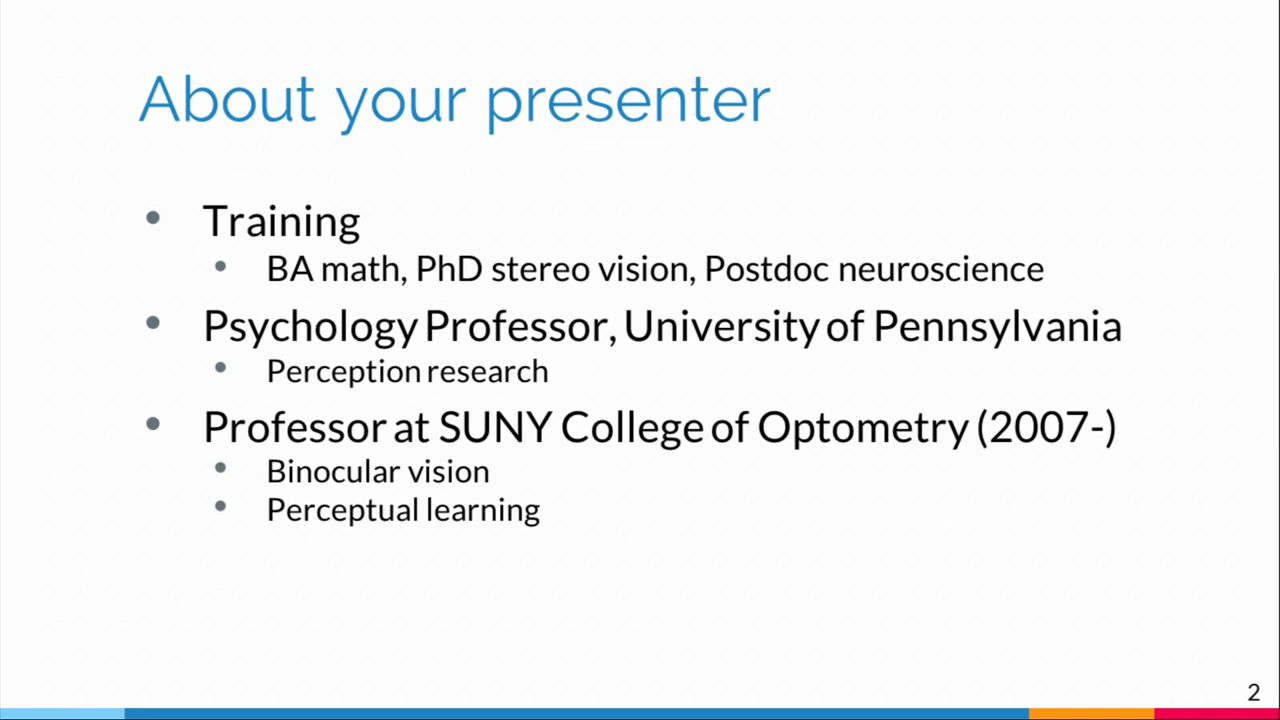 About your presenter
• Training
• BA math, PhD stereo vision, Postdoc neuroscience
• Psychology Professor, University of Pennsylvania
• Perception research
• Professor at SUNY College of Optometry (2007-)
• Binocular vision
• Perceptual learning
2